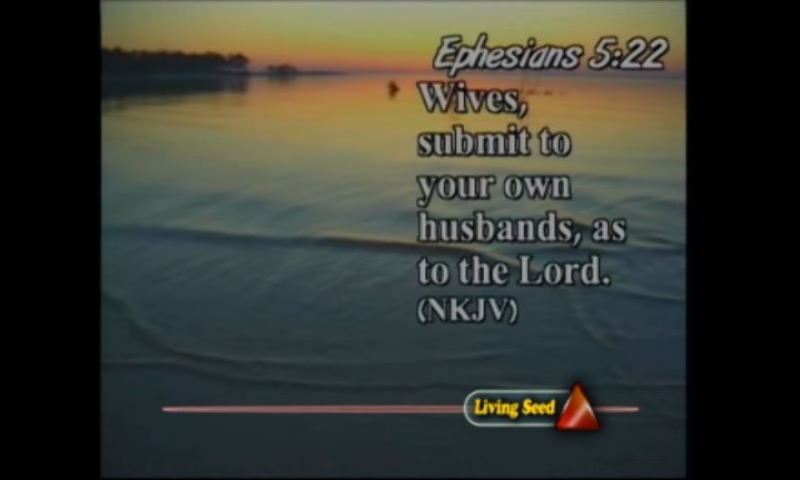 Ephesians 5:22
Wives,
submit to
your own
husbands, as
to the Lord.
(NKJV)
Living Seed